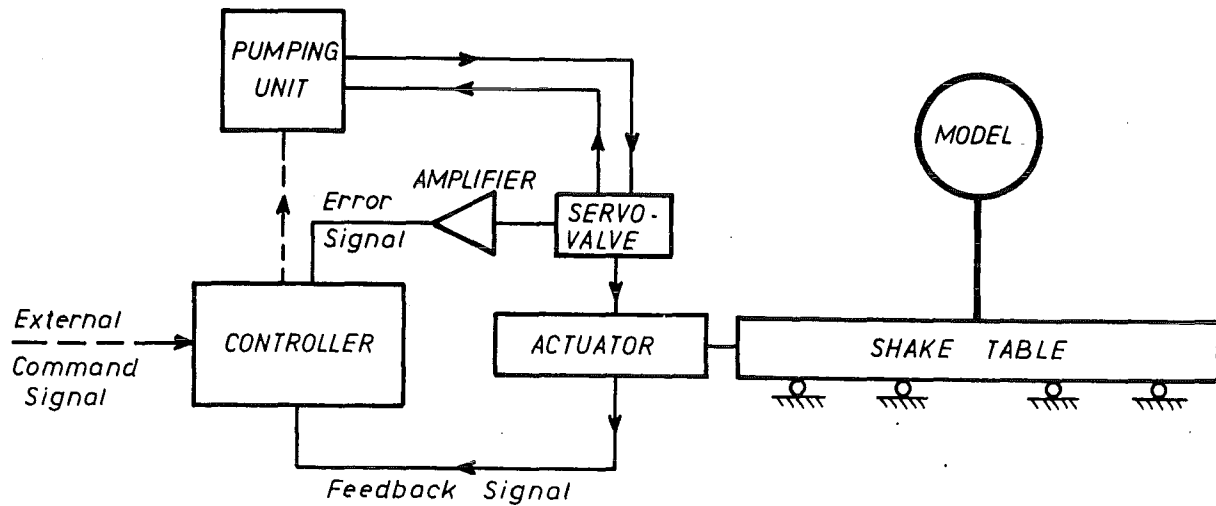 PUMPING
UNIT
MODEL
AMPLIFIER
Error
Signal
SERVO-
VALVE
External
Command
Signal
CONTROLLER
ACTUATOR
SHAKE TABLE
Feedback Signal